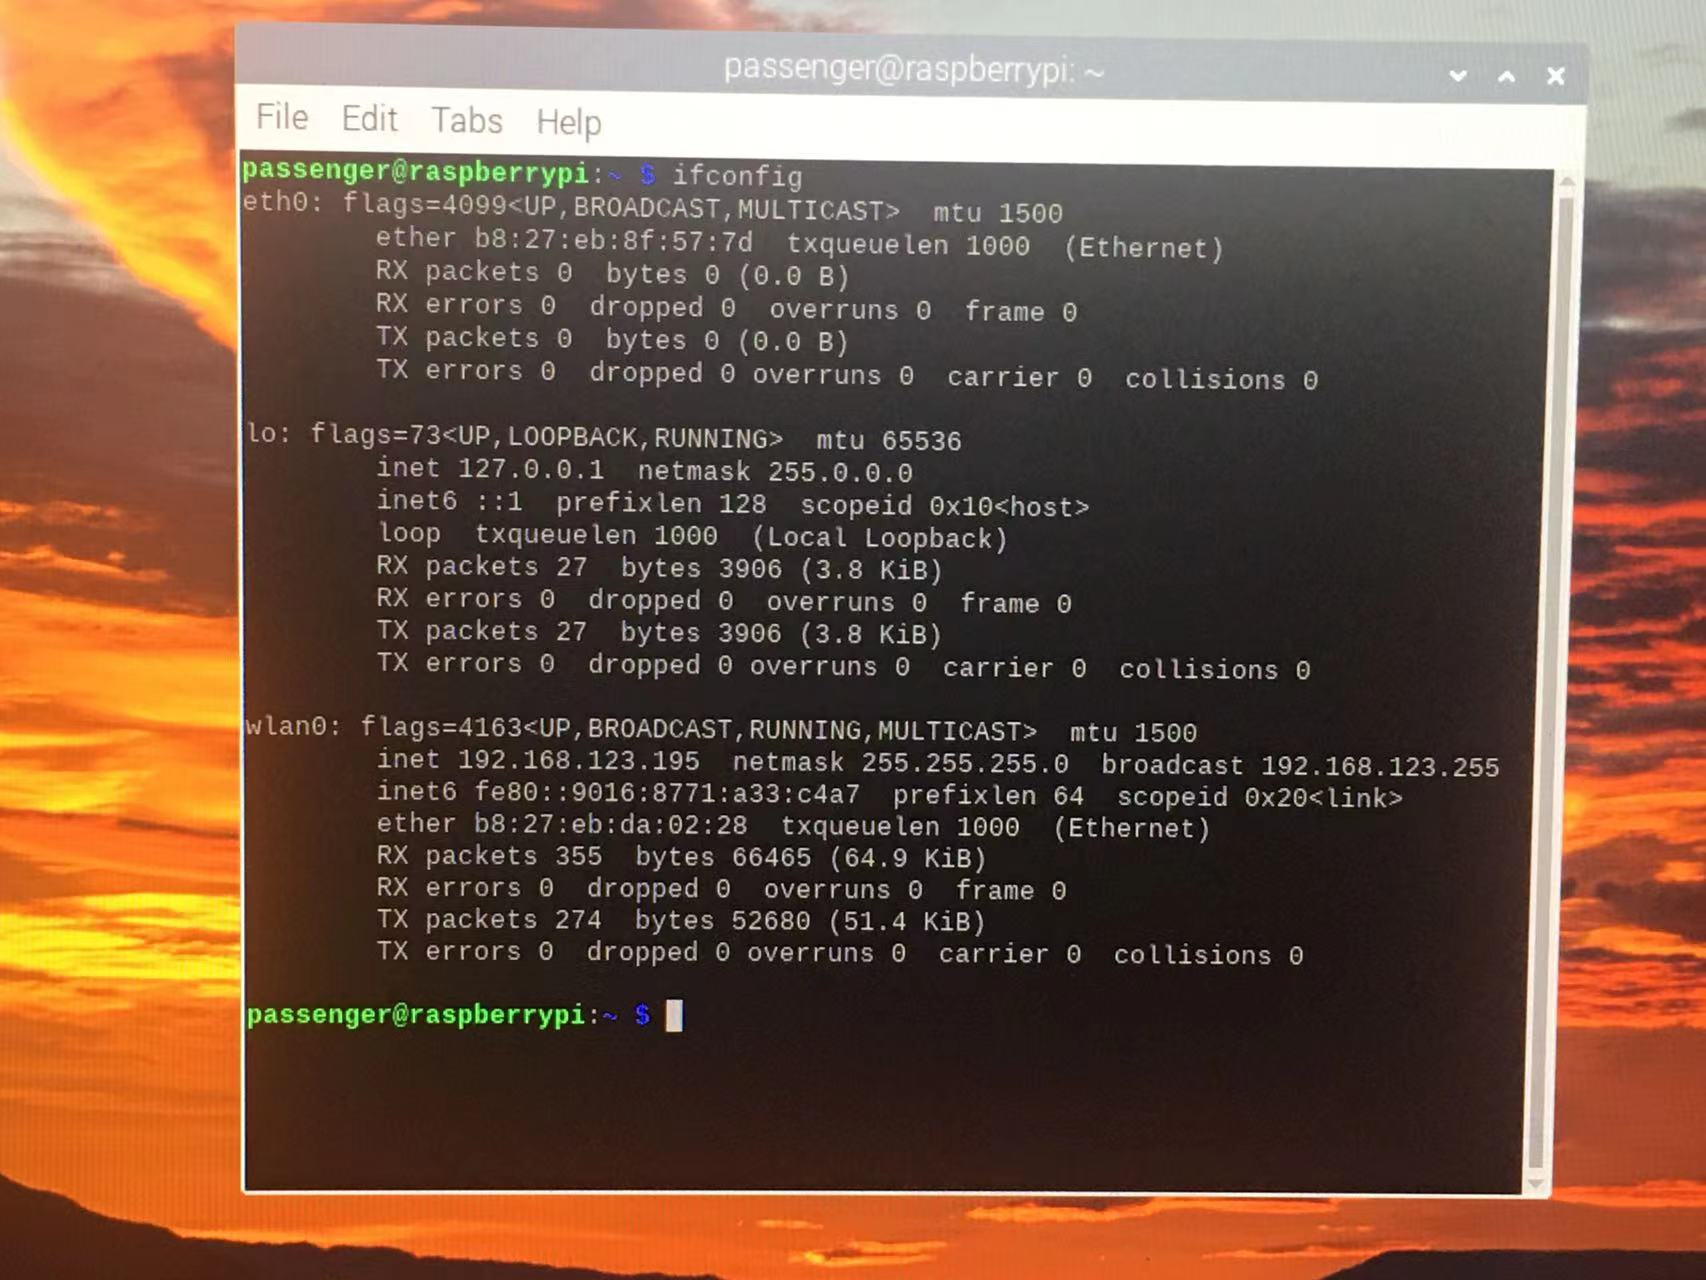 passenger@raspberrypi: ~
File Edit Tabs Help
passenger@raspberrypi:~ $ ifconfig
eth0: flags=4099<UP,BROADCAST,MULTICAST>  mtu 1500
        ether b8:27:eb:8f:57:7d  txqueuelen 1000  (Ethernet)
        RX packets 0  bytes 0 (0.0 B)
        RX errors 0  dropped 0  overruns 0  frame 0
        TX packets 0  bytes 0 (0.0 B)
        TX errors 0  dropped 0 overruns 0  carrier 0  collisions 0
lo: flags=73<UP,LOOPBACK,RUNNING>  mtu 65536
        inet 127.0.0.1  netmask 255.0.0.0
        inet6 ::1  prefixlen 128  scopeid 0x10<host>
        loop  txqueuelen 1000  (Local Loopback)
        RX packets 27  bytes 3906 (3.8 KiB)
        RX errors 0  dropped 0  overruns 0  frame 0
        TX packets 27  bytes 3906 (3.8 KiB)
        TX errors 0  dropped 0 overruns 0  carrier 0  collisions 0
wlan0: flags=4163<UP,BROADCAST,RUNNING,MULTICAST>  mtu 1500
        inet 192.168.123.195  netmask 255.255.255.0  broadcast 192.168.123.255
        inet6 fe80::9016:8771:a33:c4a7  prefixlen 64  scopeid 0x20<link>
        ether b8:27:eb:da:02:28  txqueuelen 1000  (Ethernet)
        RX packets 355  bytes 66465 (64.9 KiB)
        RX errors 0  dropped 0  overruns 0  frame 0
        TX packets 274  bytes 52680 (51.4 KiB)
        TX errors 0  dropped 0 overruns 0  carrier 0  collisions 0
passenger@raspberrypi:~ $